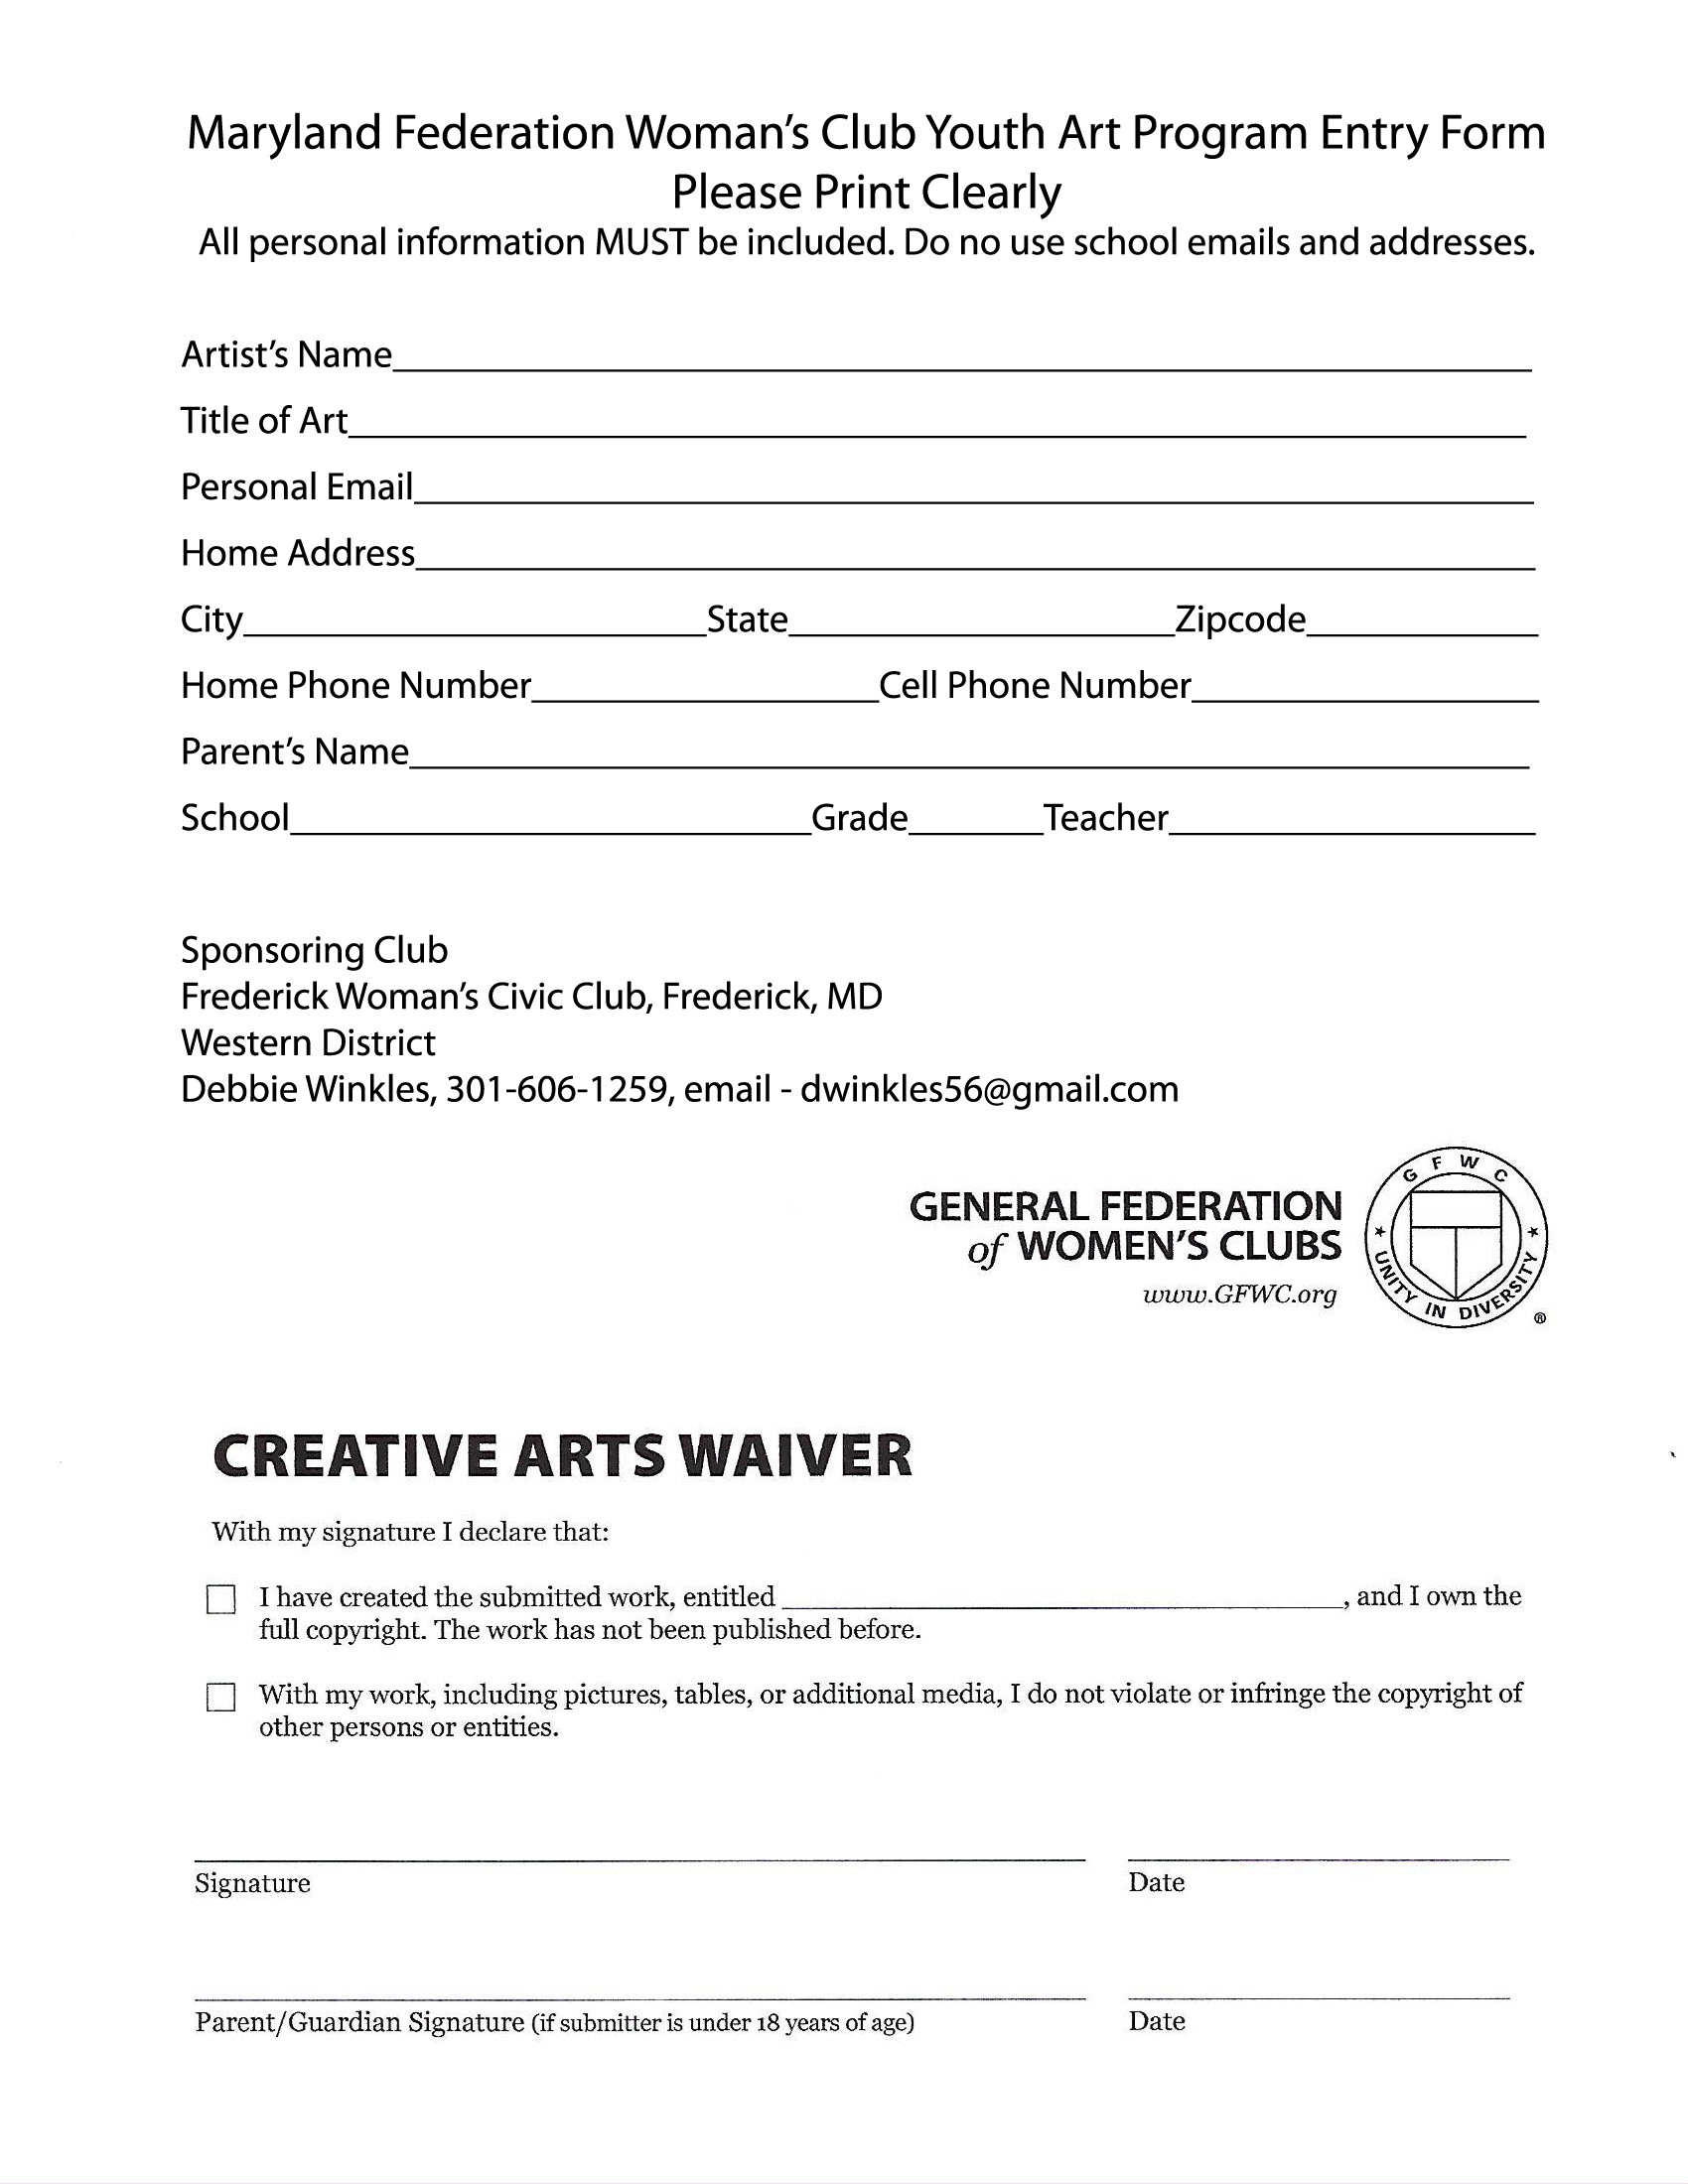 Maryland Federation Woman's Club Youth Art Program Entry Form
Please Print Clearly
All personal information MUST be included. Do no use school emails and addresses.
Artist's Name
Title of Art
Personal Email
Home Address
City State Zipcode
Home Phone Number Cell Phone Number
Parent's Name
School Grade Teacher
Sponsoring Club
Frederick Woman's Civic Club, Frederick, MD
Western District
Debbie Winkles, 301-606-1259, email - dwinkles56@gmail.com
GENERAL FEDERATION
of WOMEN'S CLUBS
www.GFWC.org
GFWC
UNITY IN DIVERSITY
®
CREATIVE ARTS WAIVER
With my signature I declare that:
I have created the submitted work, entitled , and I own the
full copyright. The work has not been published before.
With my work, including pictures, tables, or additional media, I do not violate or infringe the copyright of
other persons or entities.
Signature Date
Parent/Guardian Signature (if submitter is under 18 years of age) Date